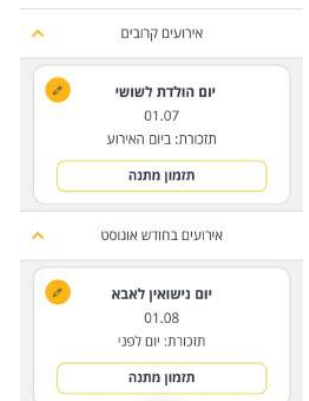 אירועים קרובים
יום הולדת לשושי
01.07
תזכורת: ביום האירוע
תזמון מתנה
אירועים בחודש אוגוסט
יום נישואין לאבא
01.08
תזכורת: יום לפני
תזמון מתנה